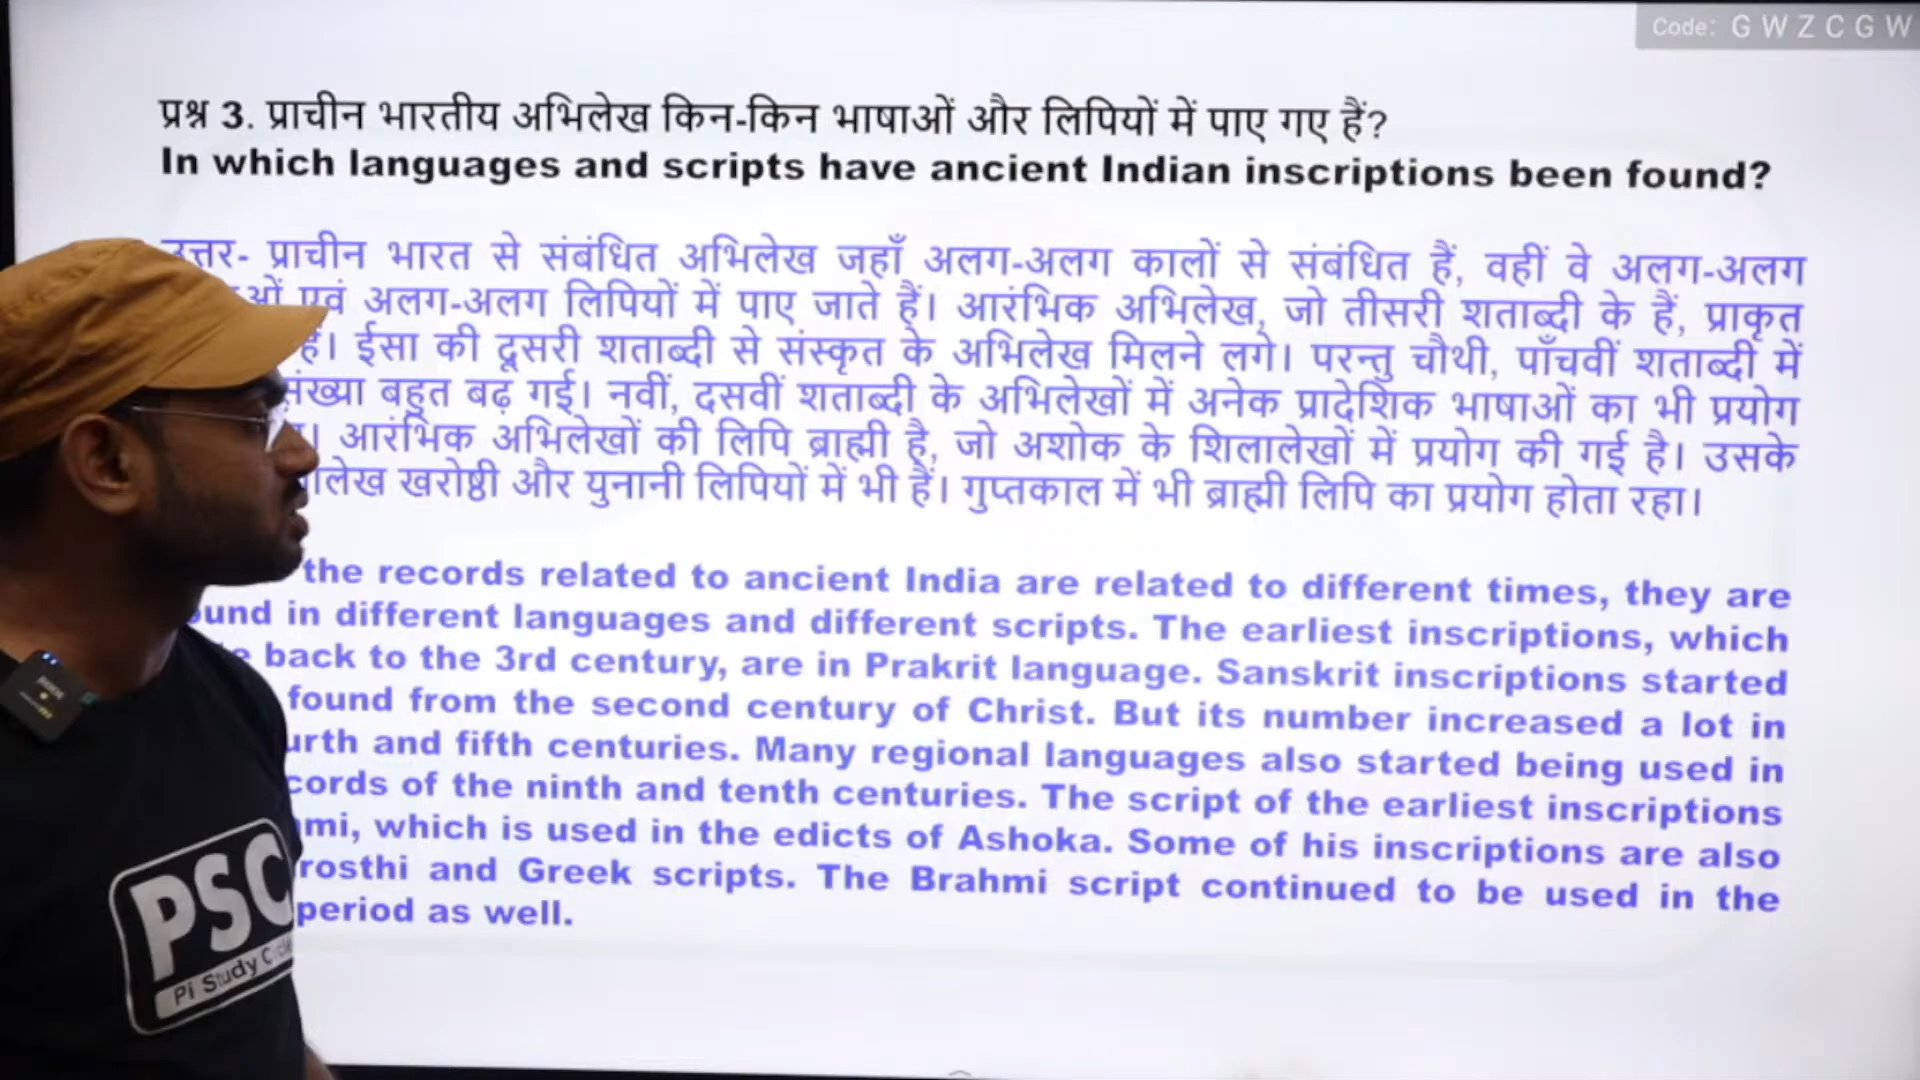 Code: G W Z C G W
प्रश्न 3. प्राचीन भारतीय अभिलेख किन-किन भाषाओं और लिपियों में पाए गए हैं?
In which languages and scripts have ancient Indian inscriptions been found?
उत्तर- प्राचीन भारत से संबंधित अभिलेख जहाँ अलग-अलग कालों से संबंधित हैं, वहीं वे अलग-अलग
एवं अलग-अलग लिपियों में पाए जाते हैं। आरंभिक अभिलेख, जो तीसरी शताब्दी के हैं, प्राकृत
हैं। ईसा की दूसरी शताब्दी से संस्कृत के अभिलेख मिलने लगे। परन्तु चौथी, पाँचवीं शताब्दी में
संख्या बहुत बढ़ गई। नवीं, दसवीं शताब्दी के अभिलेखों में अनेक प्रादेशिक भाषाओं का भी प्रयोग
। आरंभिक अभिलेखों की लिपि ब्राह्मी है, जो अशोक के शिलालेखों में प्रयोग की गई है। उसके
खरोष्ठी और युनानी लिपियों में भी हैं। गुप्तकाल में भी ब्राह्मी लिपि का प्रयोग होता रहा।
the records related to ancient India are related to different times, they are
in different languages and different scripts. The earliest inscriptions, which
back to the 3rd century, are in Prakrit language. Sanskrit inscriptions started
found from the second century of Christ. But its number increased a lot in
and fifth centuries. Many regional languages also started being used in
of the ninth and tenth centuries. The script of the earliest inscriptions
which is used in the edicts of Ashoka. Some of his inscriptions are also
and Greek scripts. The Brahmi script continued to be used in the
period as well.
PSC
Pi Study Circle